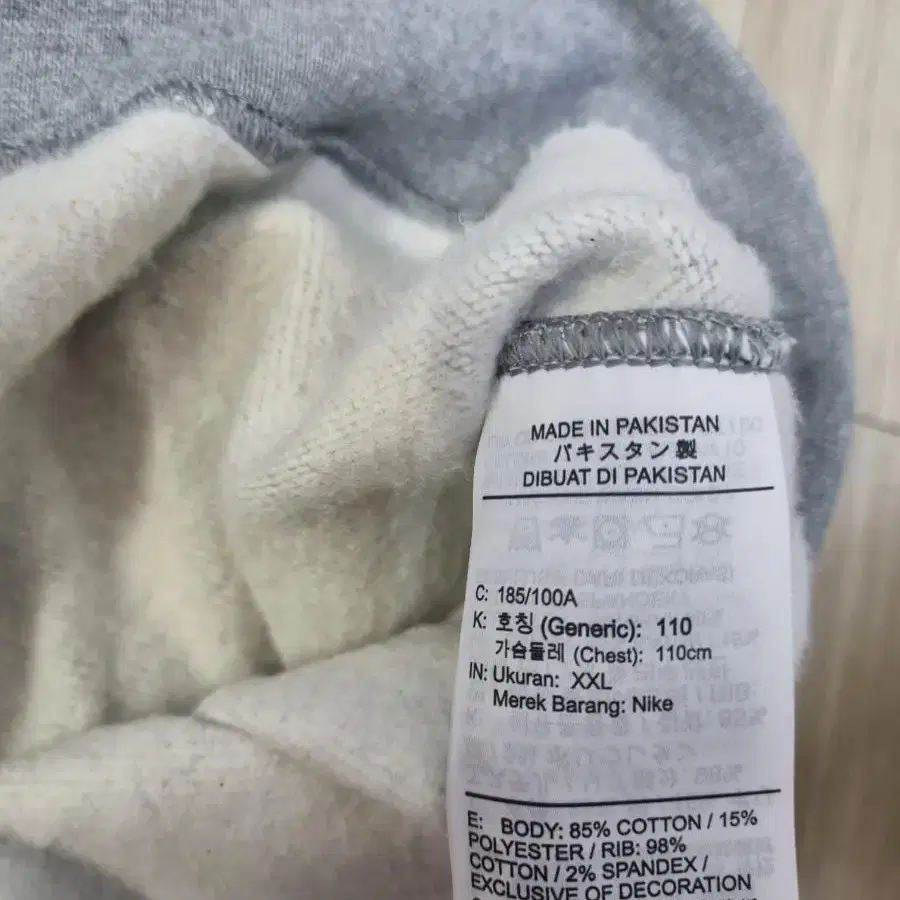 MADE IN PAKISTAN
パキスタン 製
DIBUAT DI PAKISTAN
C: 185/100A
K: 호칭 (Generic): 110
가슴둘레 (Chest): 110cm
IN: Ukuran: XXL
Merek Barang: Nike
E: BODY: 85% COTTON / 15%
POLYESTER / RIB: 98%
COTTON / 2% SPANDEX /
EXCLUSIVE OF DECORATION